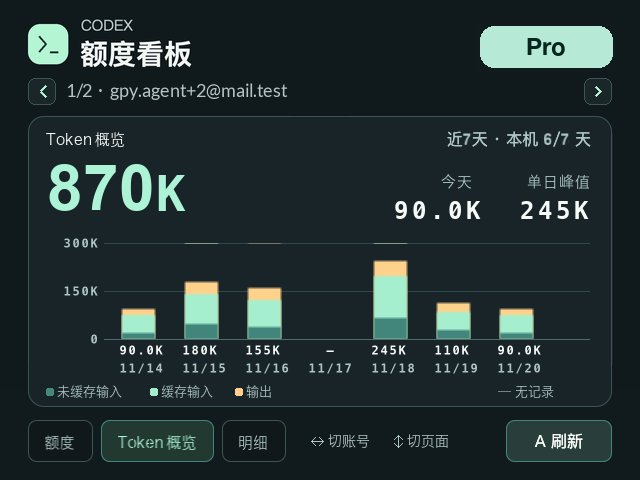 CODEX
额度看板
Pro
1/2 · gpy.agent+2@mail.test
Token 概览
近7天 · 本机 6/7 天
870K
今天
单日峰值
90.0K
245K
300K
150K
0
90.0K 180K 155K — 245K 110K 90.0K
11/14 11/15 11/16 11/17 11/18 11/19 11/20
未缓存输入 缓存输入 输出 — 无记录
额度 Token 概览 明细 ↔ 切账号 ↕ 切页面 A 刷新